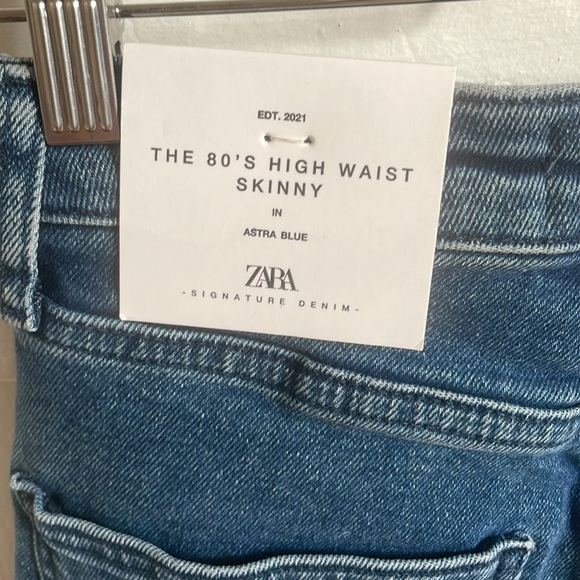 EDT. 2021
THE 80'S HIGH WAIST
SKINNY
IN
ASTRA BLUE
ZARA
-SIGNATURE DENIM-